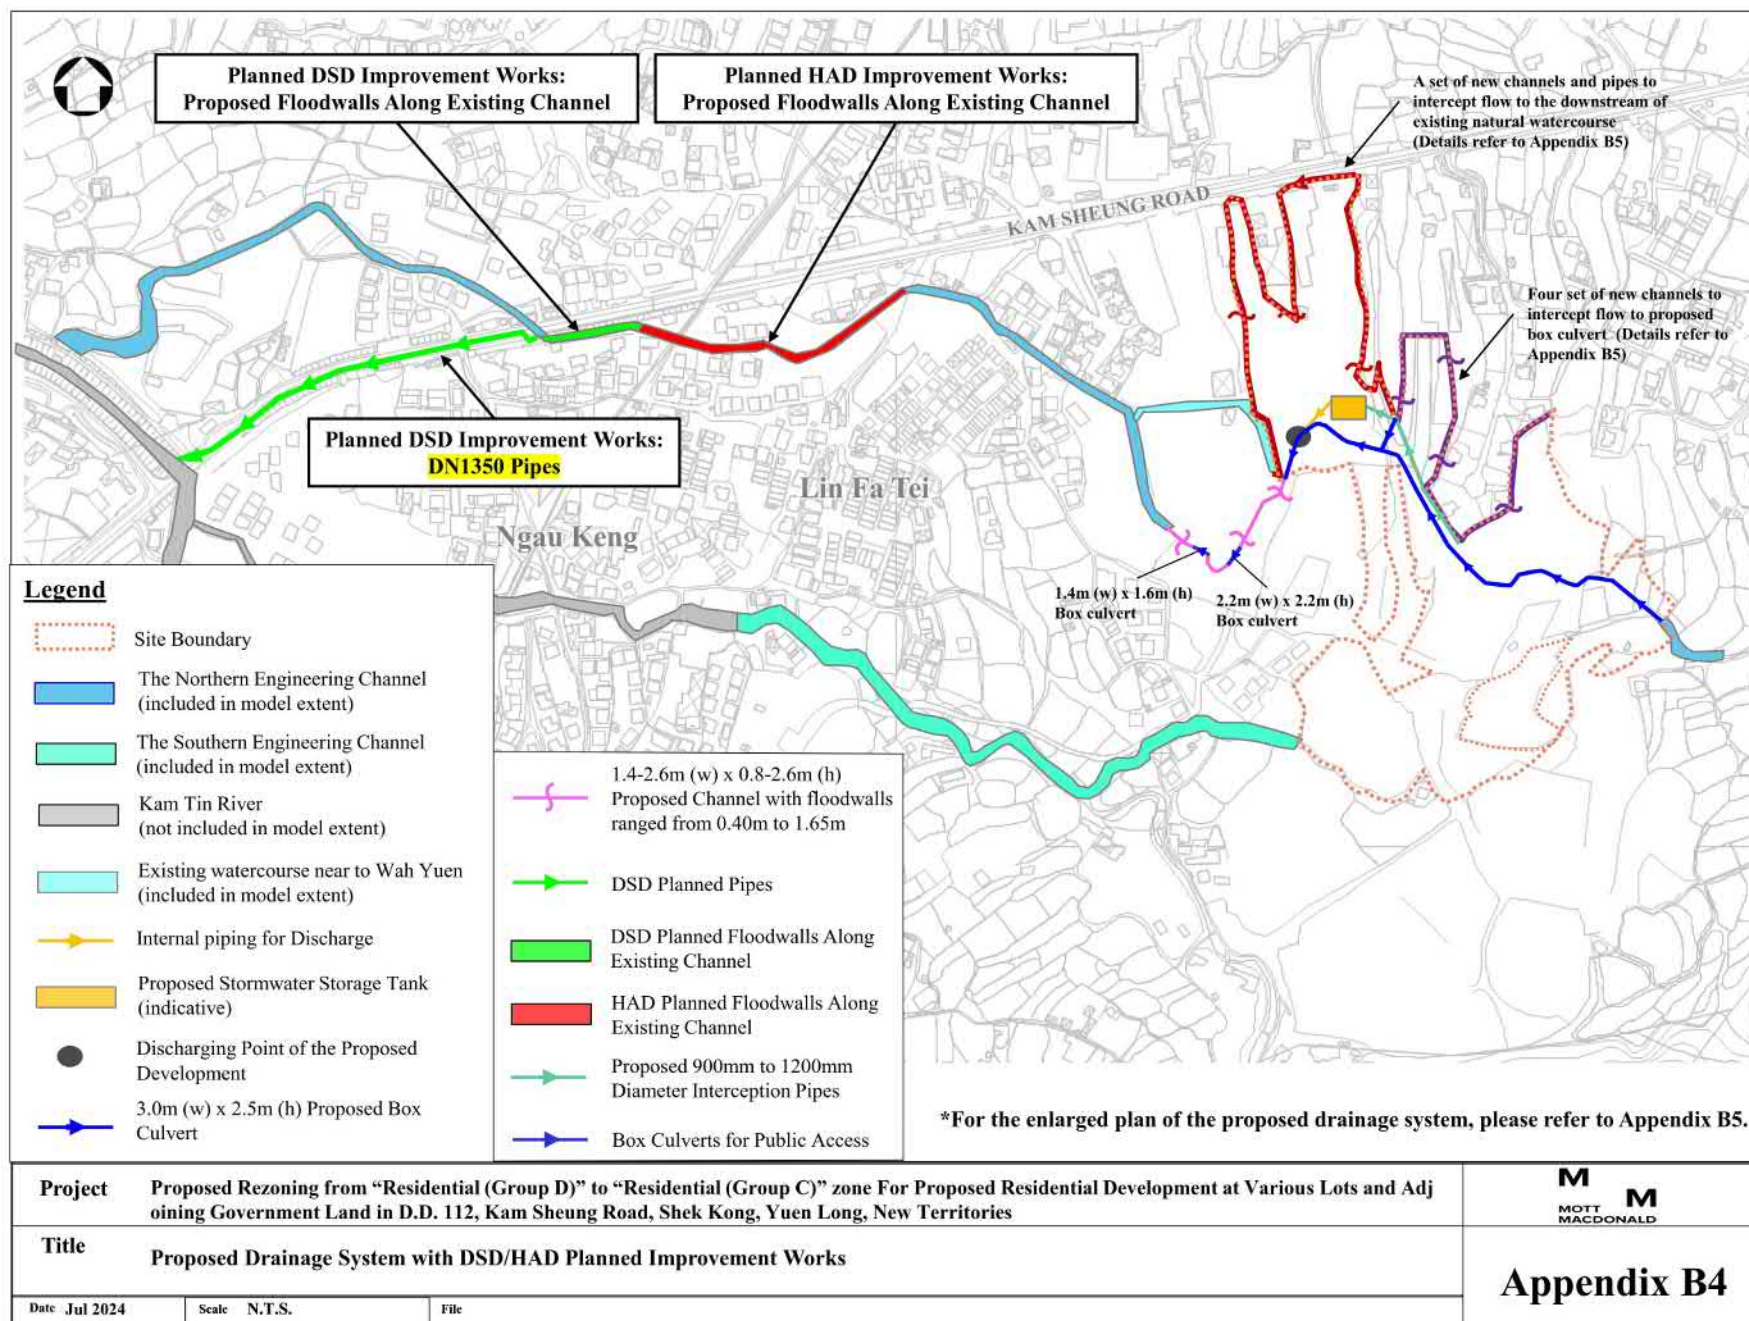 Planned DSD Improvement Works:
Proposed Floodwalls Along Existing Channel
Planned HAD Improvement Works:
Proposed Floodwalls Along Existing Channel
A set of new channels and pipes to
intercept flow to the downstream of
existing natural watercourse
(Details refer to Appendix B5)
KAM SHEUNG ROAD
Four set of new channels to
intercept flow to proposed
box culvert (Details refer to
Appendix B5)
Planned DSD Improvement Works:
DN1350 Pipes
Lin Fa Tei
Ngau Keng
1.4m (w) x 1.6m (h)
Box culvert
2.2m (w) x 2.2m (h)
Box culvert
Legend
Site Boundary
The Northern Engineering Channel
(included in model extent)
The Southern Engineering Channel
(included in model extent)
Kam Tin River
(not included in model extent)
Existing watercourse near to Wah Yuen
(included in model extent)
Internal piping for Discharge
Proposed Stormwater Storage Tank
(indicative)
Discharging Point of the Proposed
Development
3.0m (w) x 2.5m (h) Proposed Box
Culvert
1.4-2.6m (w) x 0.8-2.6m (h)
Proposed Channel with floodwalls
ranged from 0.40m to 1.65m
DSD Planned Pipes
DSD Planned Floodwalls Along
Existing Channel
HAD Planned Floodwalls Along
Existing Channel
Proposed 900mm to 1200mm
Diameter Interception Pipes
Box Culverts for Public Access
*For the enlarged plan of the proposed drainage system, please refer to Appendix B5.
Project
Proposed Rezoning from “Residential (Group D)” to “Residential (Group C)” zone For Proposed Residential Development at Various Lots and Adj
oining Government Land in D.D. 112, Kam Sheung Road, Shek Kong, Yuen Long, New Territories
M
M
MOTT
MACDONALD
Title
Proposed Drainage System with DSD/HAD Planned Improvement Works
Appendix B4
Date Jul 2024
Scale N.T.S.
File